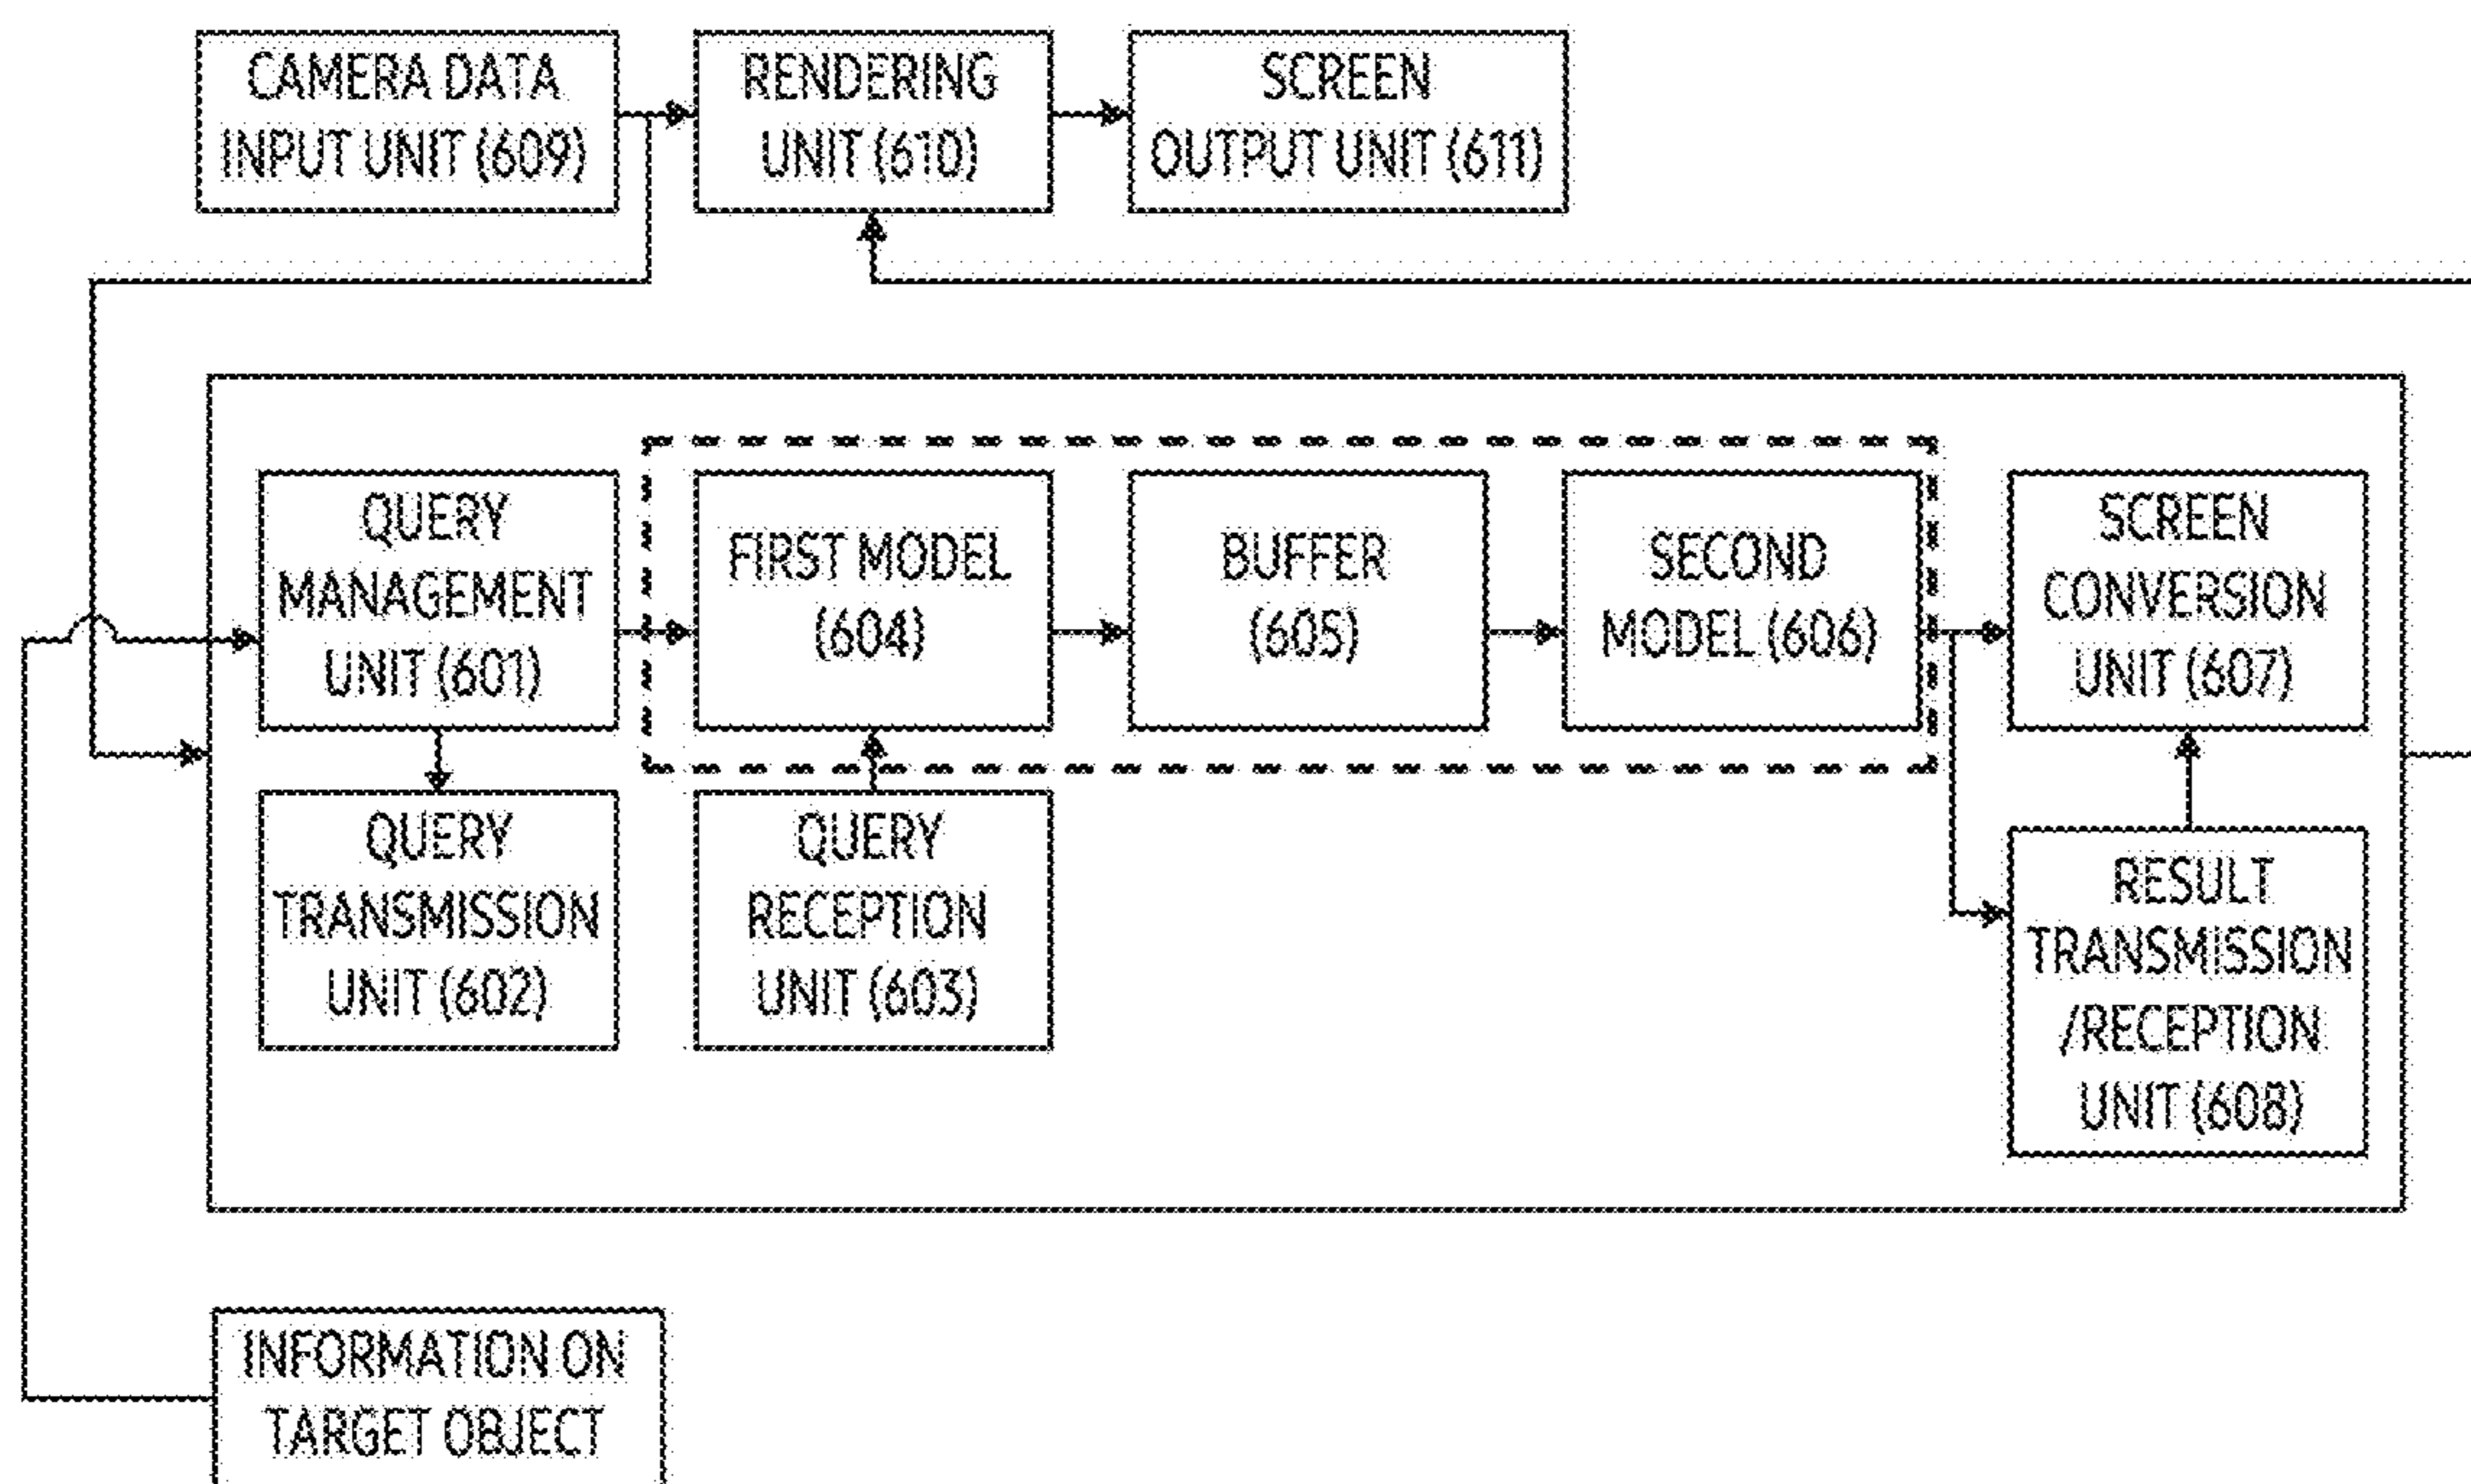 CAMERA DATA
INPUT UNIT (609)
RENDERING
UNIT (610)
SCREEN
OUTPUT UNIT (611)
QUERY
MANAGEMENT
UNIT (601)
FIRST MODEL
(604)
BUFFER
(605)
SECOND
MODEL (606)
SCREEN
CONVERSION
UNIT (607)
QUERY
TRANSMISSION
UNIT (602)
QUERY
RECEPTION
UNIT (603)
RESULT
TRANSMISSION
/RECEPTION
UNIT (608)
INFORMATION ON
TARGET OBJECT